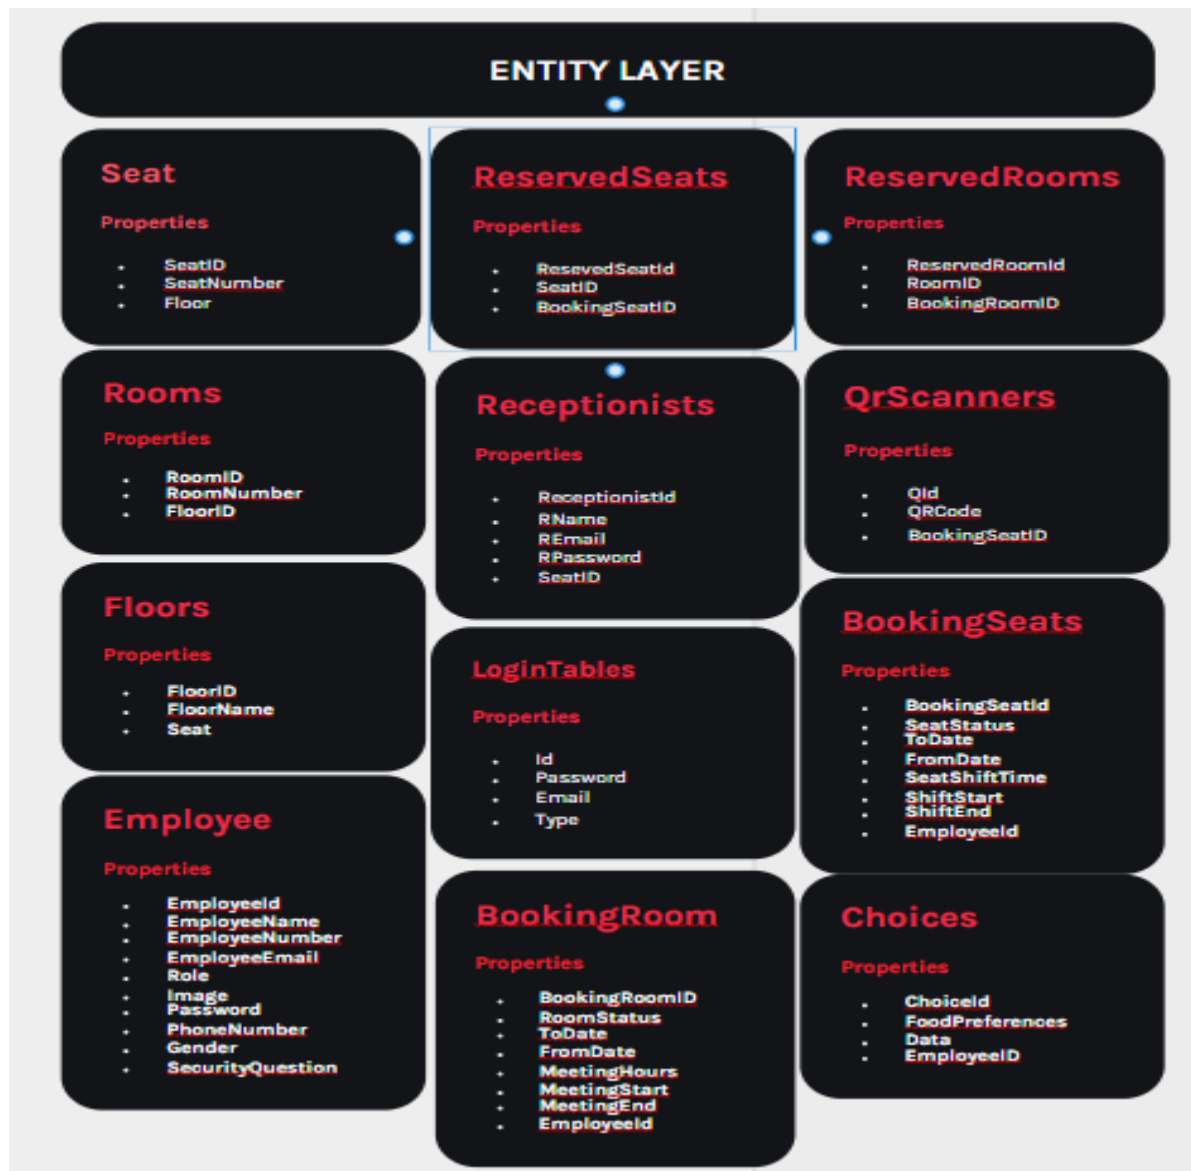 ENTITY LAYER
Seat
Properties
SeatID
SeatNumber
Floor
ReservedSeats
Properties
ResevedSeatId
SeatID
BookingSeatID
ReservedRooms
Properties
ReservedRoomId
RoomID
BookingRoomID
Rooms
Properties
RoomID
RoomNumber
FloorID
Receptionists
Properties
ReceptionistId
RName
REmail
RPassword
SeatID
QrScanners
Properties
QId
QRCode
BookingSeatID
Floors
Properties
FloorID
FloorName
Seat
LoginTables
Properties
Id
Password
Email
Type
BookingSeats
Properties
BookingSeatId
SeatStatus
ToDate
FromDate
SeatShiftTime
ShiftStart
ShiftEnd
EmployeeId
Employee
Properties
EmployeeId
EmployeeName
EmployeeNumber
EmployeeEmail
Role
Image
Password
PhoneNumber
Gender
SecurityQuestion
BookingRoom
Properties
BookingRoomID
RoomStatus
ToDate
FromDate
MeetingHours
MeetingStart
MeetingEnd
EmployeeId
Choices
Properties
ChoiceId
FoodPreferences
Data
EmployeeID